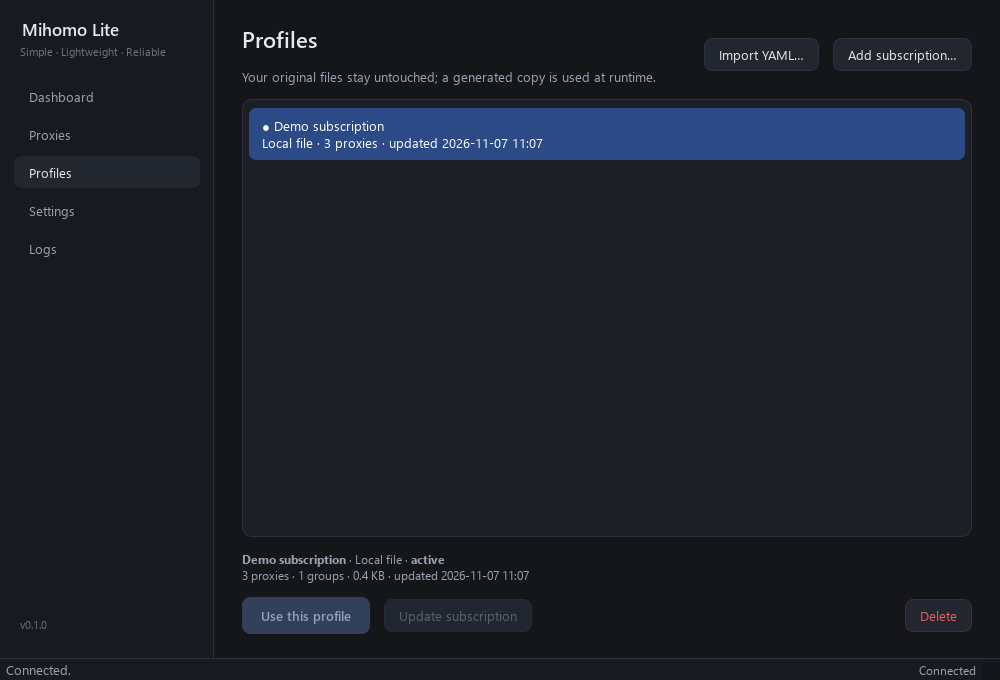 Mihomo Lite
Simple · Lightweight · Reliable
Dashboard
Proxies
Profiles
Settings
Logs
v0.1.0
Profiles
Import YAML...
Add subscription...
Your original files stay untouched; a generated copy is used at runtime.
● Demo subscription
Local file · 3 proxies · updated 2026-11-07 11:07
Demo subscription · Local file · active
3 proxies · 1 groups · 0.4 KB · updated 2026-11-07 11:07
Use this profile
Update subscription
Delete
Connected.
Connected